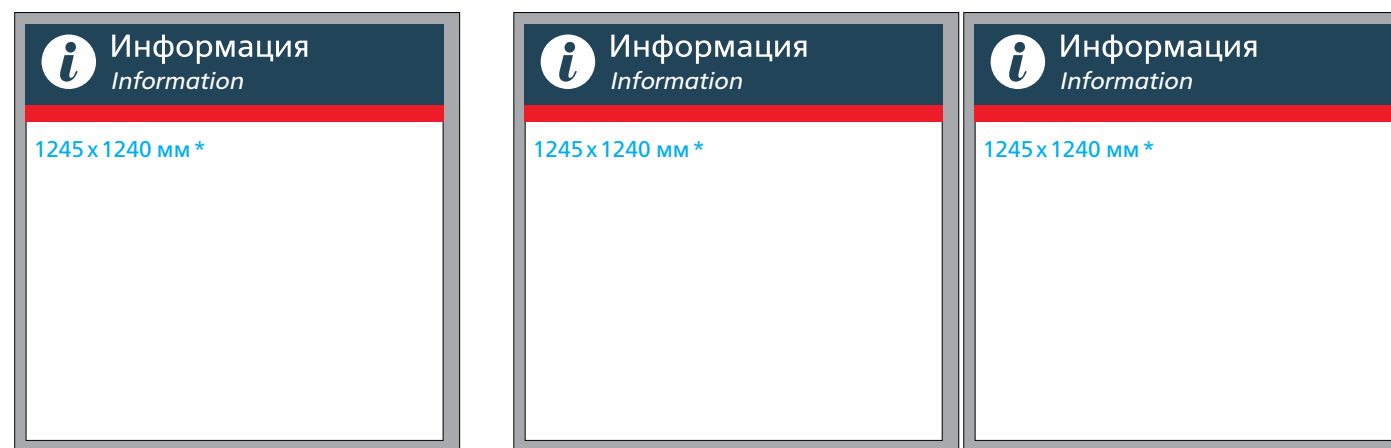 Информация
Information
1245 x 1240 мм *
Информация
Information
1245 x 1240 мм *
Информация
Information
1245 x 1240 мм *